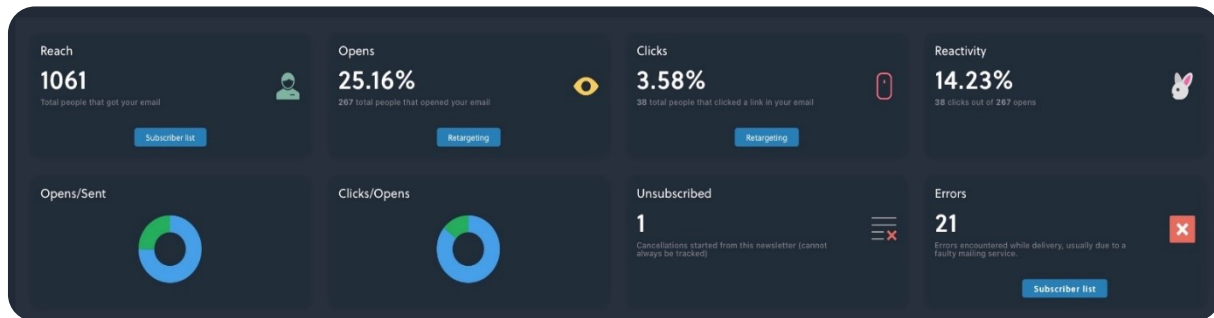 Reach
1061
Total people that got your email
Subscriber list
Opens
25.16%
267 total people that opened your email
Retargeting
Clicks
3.58%
38 total people that clicked a link in your email
Retargeting
Reactivity
14.23%
38 clicks out of 267 opens
Opens/Sent
Clicks/Opens
Unsubscribed
1
Cancellations started from this newsletter (cannot
always be tracked)
Errors
21
Errors encountered while delivery, usually due to a
faulty mailing service.
Subscriber list